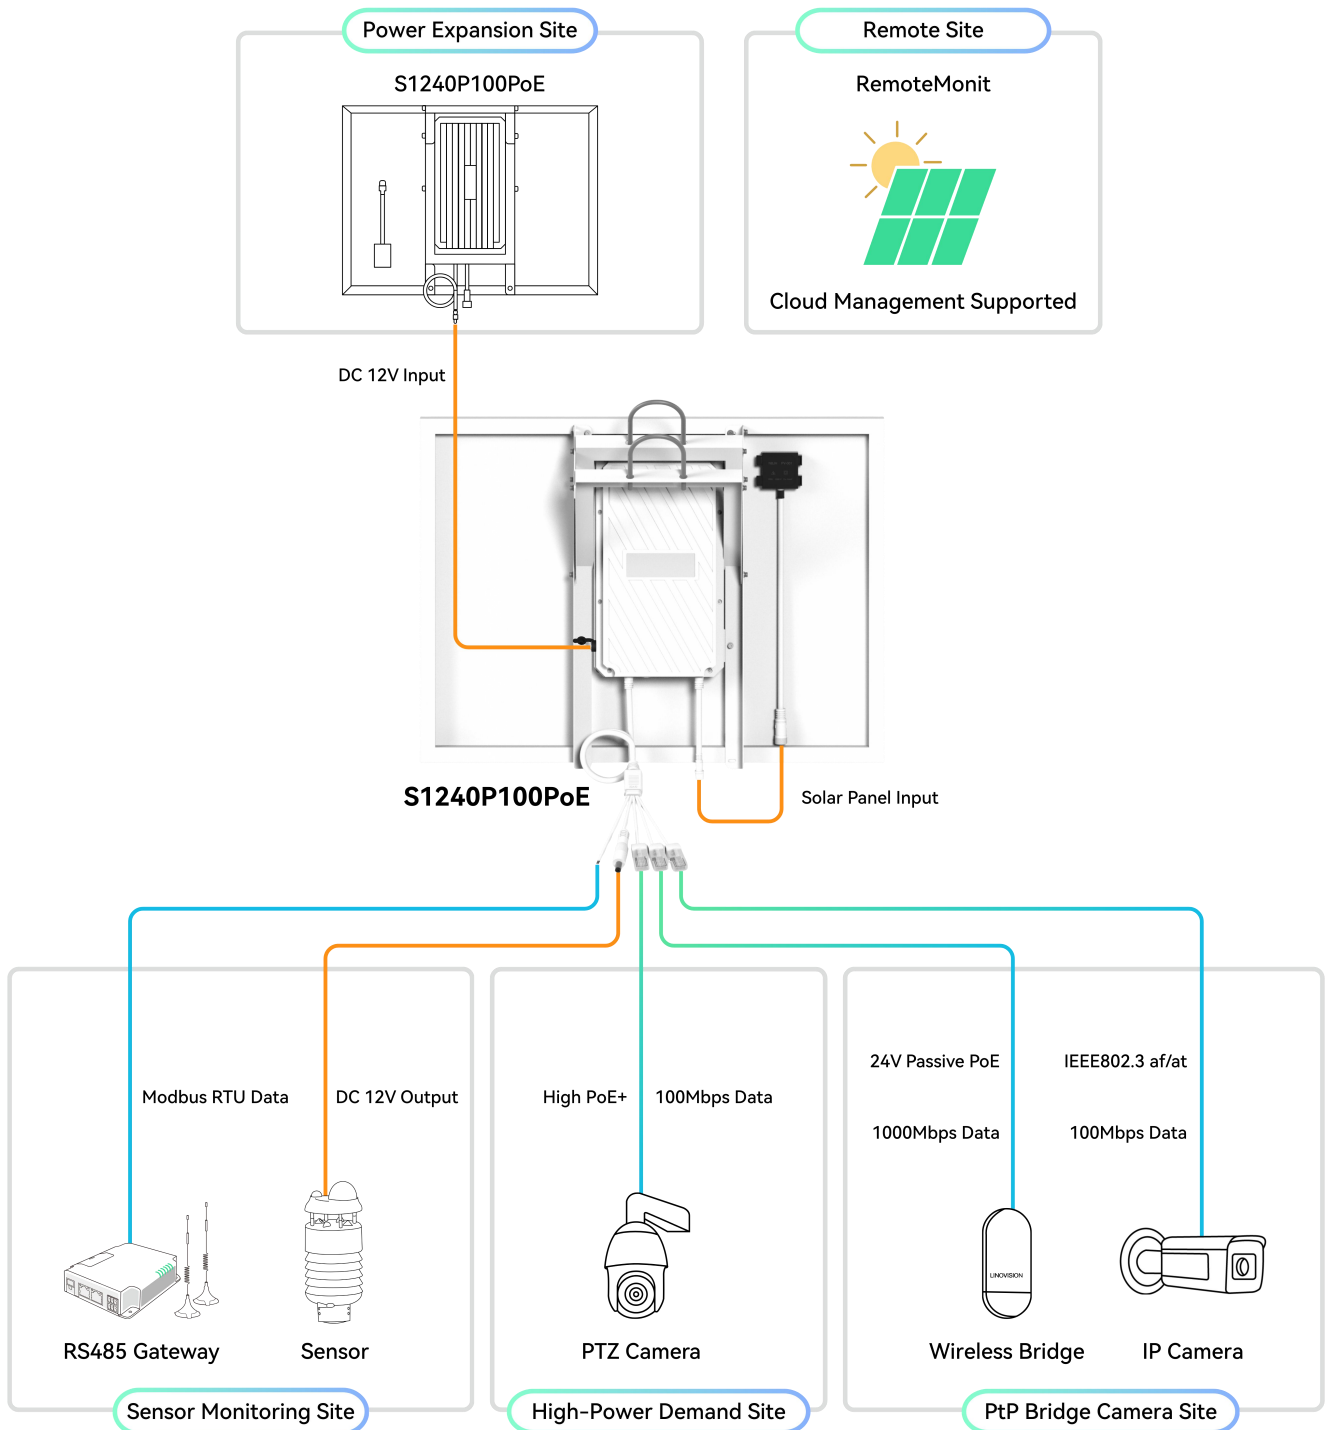 Power Expansion Site
Remote Site
S1240P100PoE
RemoteMonit
Cloud Management Supported
DC 12V Input
S1240P100PoE
Solar Panel Input
Modbus RTU Data
DC 12V Output
High PoE+
100Mbps Data
24V Passive PoE
IEEE802.3 af/at
1000Mbps Data
100Mbps Data
LINOVISION
RS485 Gateway
Sensor
PTZ Camera
Wireless Bridge
IP Camera
Sensor Monitoring Site
High-Power Demand Site
PtP Bridge Camera Site